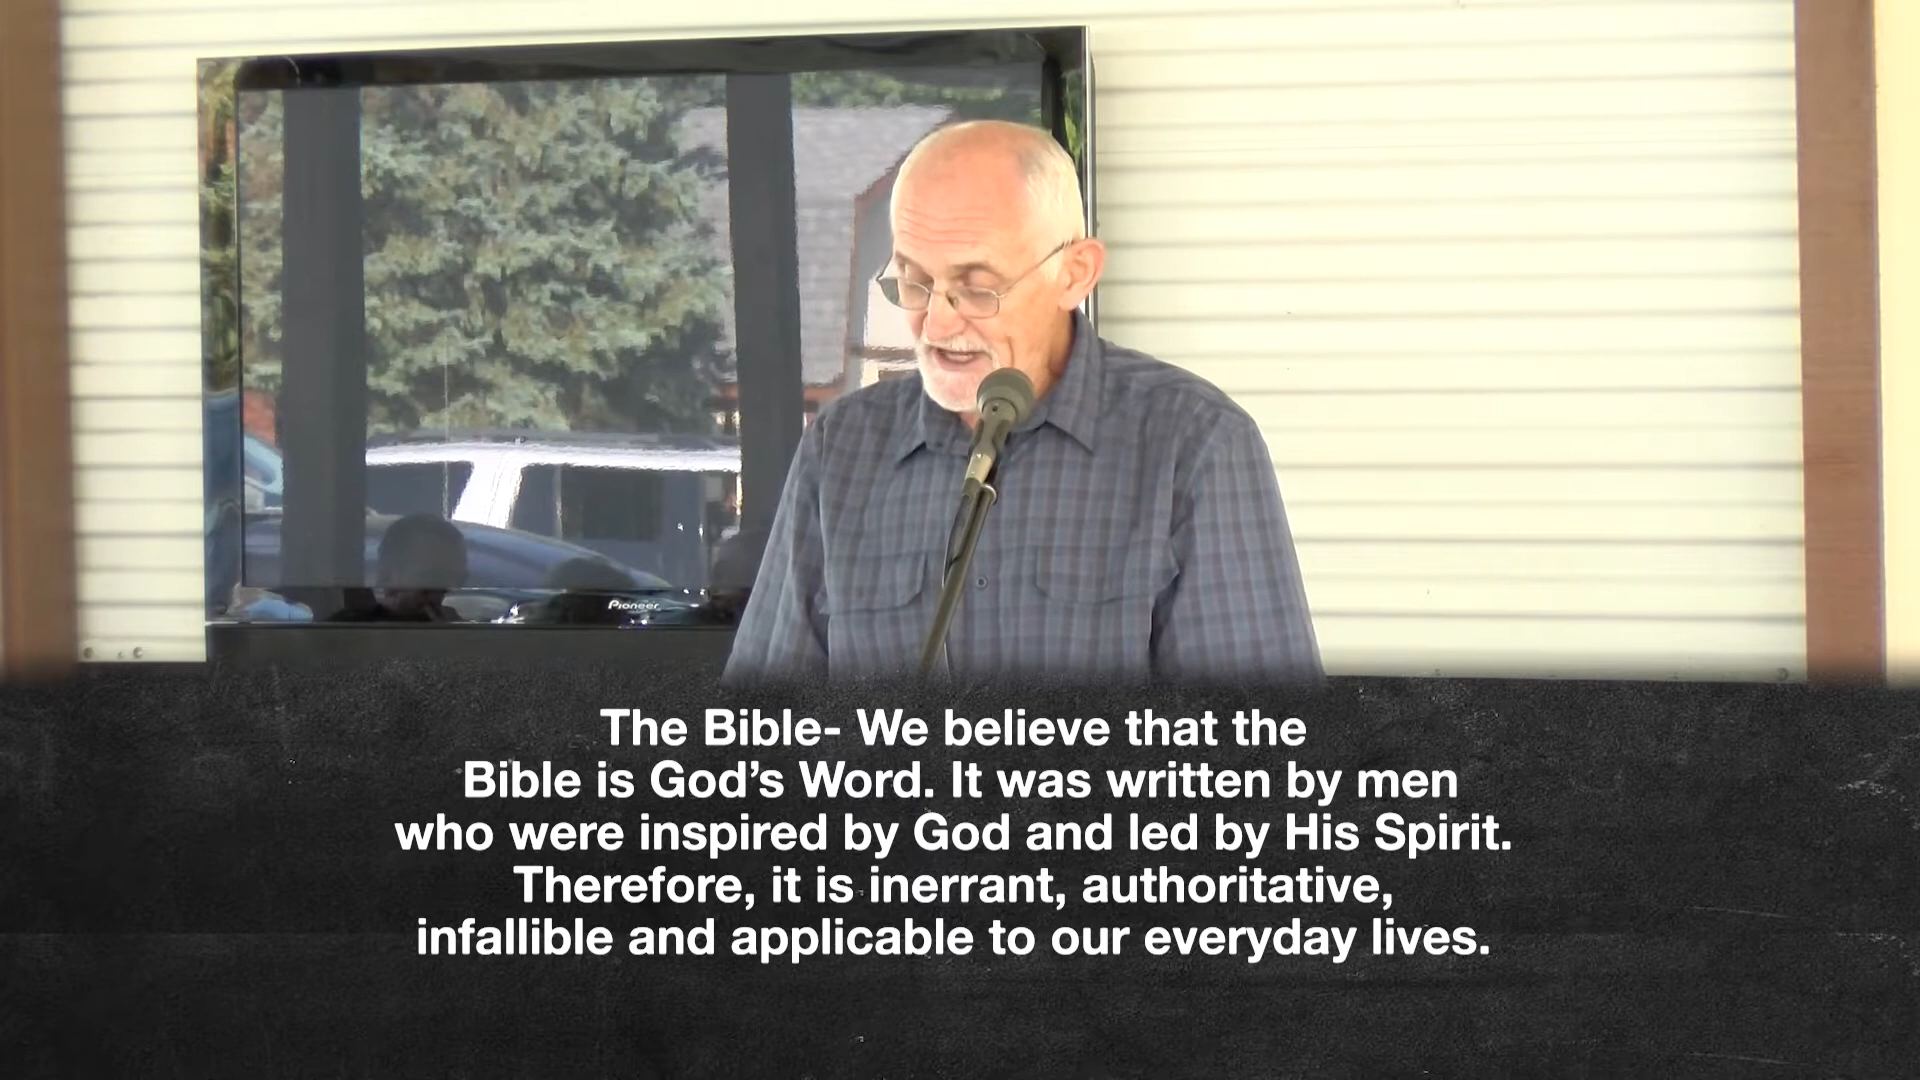 Pioneer
The Bible- We believe that the
Bible is God’s Word. It was written by men
who were inspired by God and led by His Spirit.
Therefore, it is inerrant, authoritative,
infallible and applicable to our everyday lives.